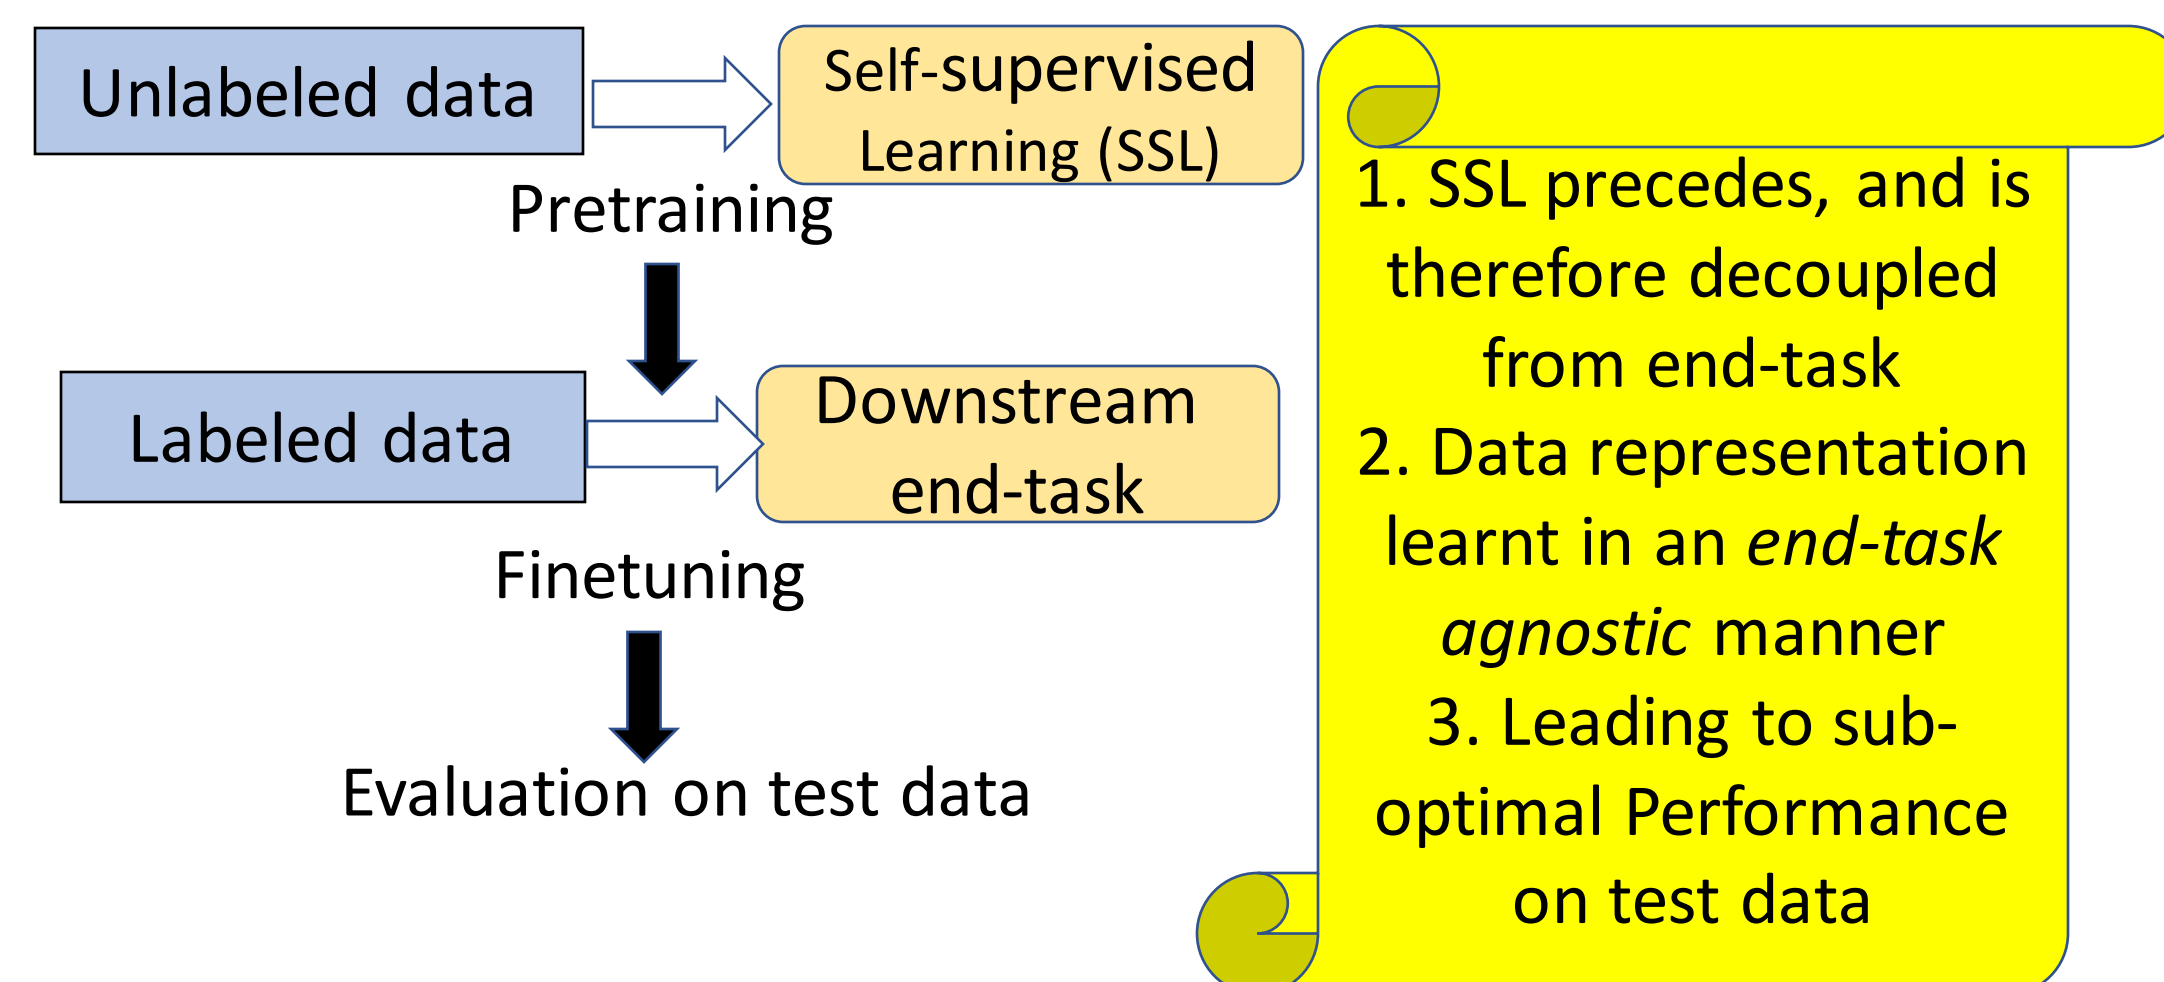 Unlabeled data
Self-supervised
Learning (SSL)
Pretraining
Labeled data
Downstream
end-task
Finetuning
Evaluation on test data
1. SSL precedes, and is
therefore decoupled
from end-task
2. Data representation
learnt in an end-task
agnostic manner
3. Leading to sub-
optimal Performance
on test data